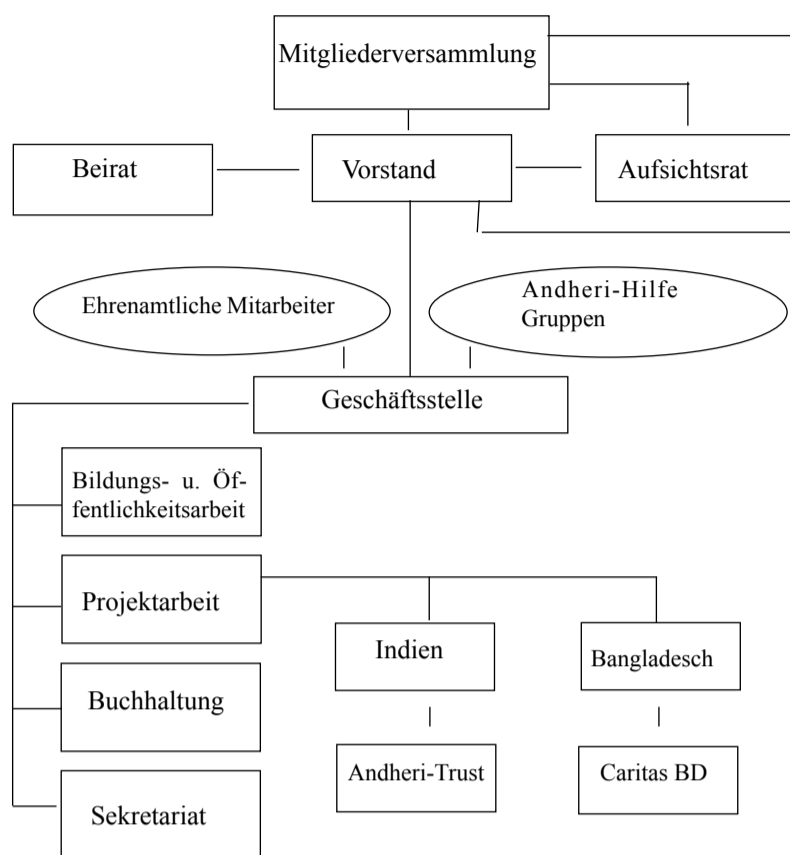 Mitgliederversammlung
Beirat
Vorstand
Aufsichtsrat
Ehrenamtliche Mitarbeiter
Andheri-Hilfe
Gruppen
Geschäftsstelle
Bildungs- u. Öf-
fentlichkeitsarbeit
Projektarbeit
Indien
Bangladesch
Buchhaltung
Andheri-Trust
Caritas BD
Sekretariat